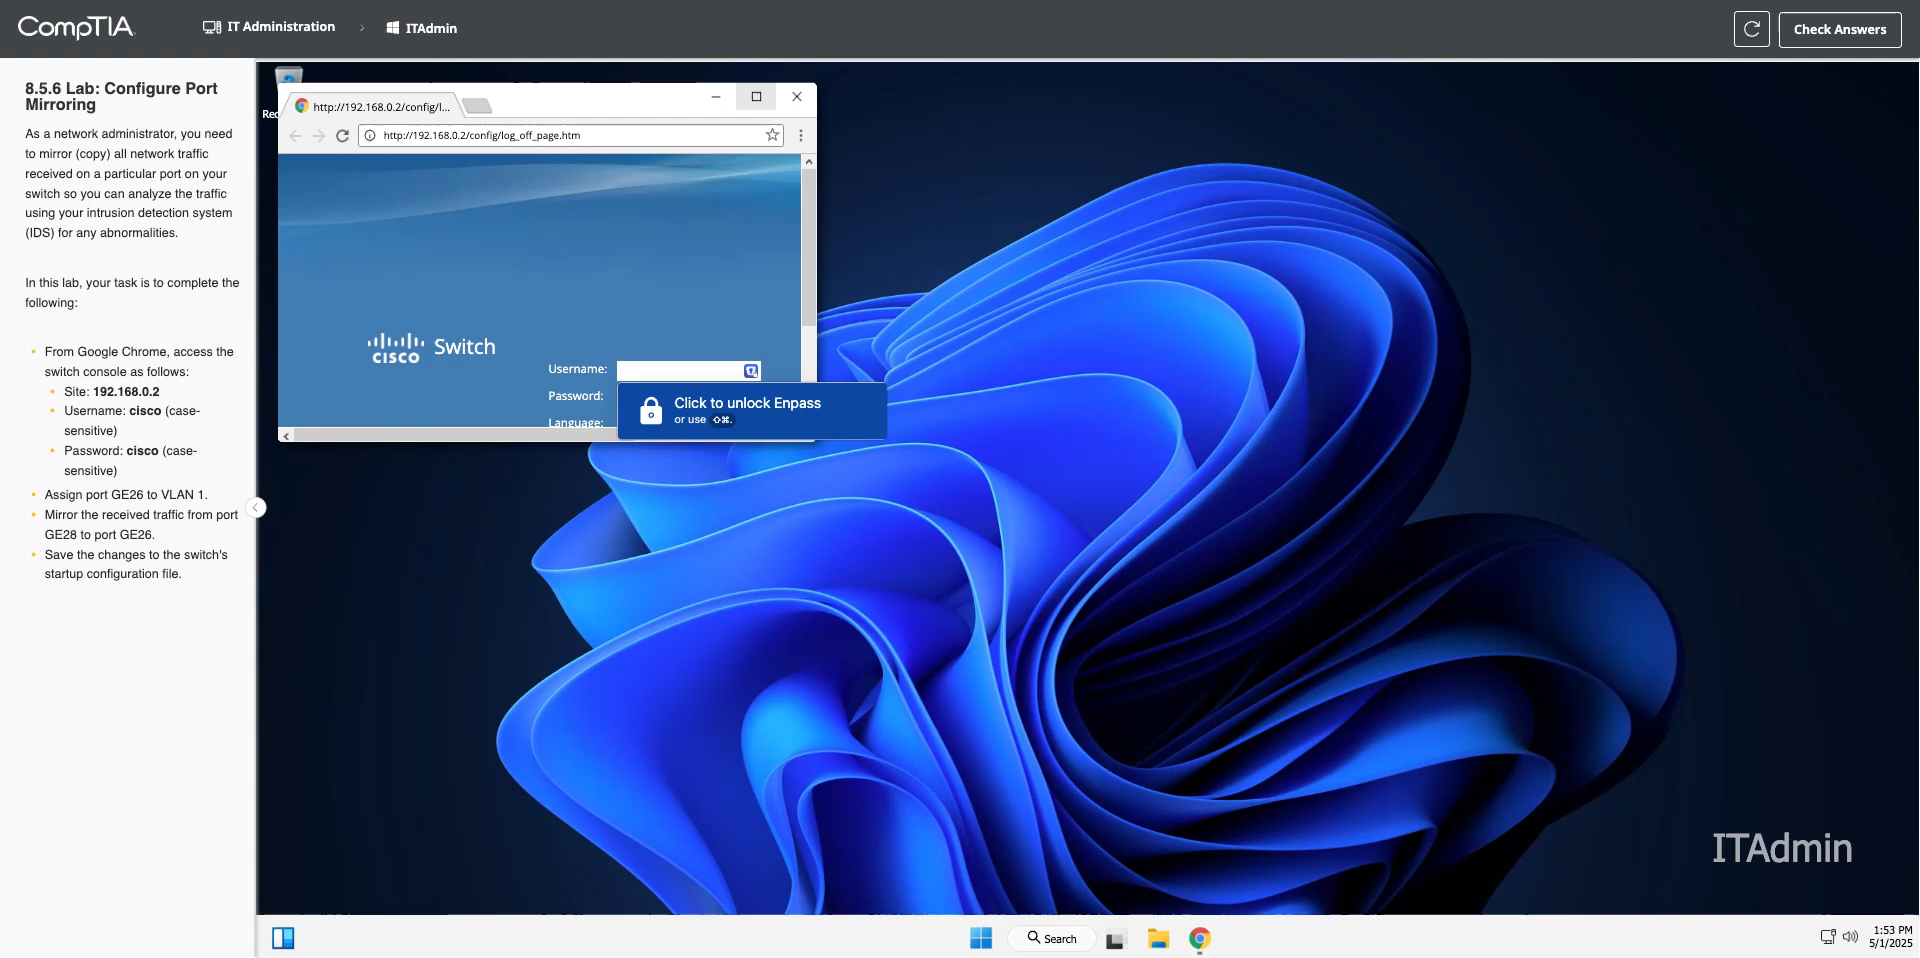 CompTIA.
IT Administration
ITAdmin
Check Answers
8.5.6 Lab: Configure Port
Mirroring
As a network administrator, you need
to mirror (copy) all network traffic
received on a particular port on your
switch so you can analyze the traffic
using your intrusion detection system
(IDS) for any abnormalities.
In this lab, your task is to complete the
following:
From Google Chrome, access the
switch console as follows:
Site: 192.168.0.2
Username: cisco (case-
sensitive)
Password: cisco (case-
sensitive)
Assign port GE26 to VLAN 1.
Mirror the received traffic from port
GE28 to port GE26.
Save the changes to the switch's
startup configuration file.
Rec
http://192.168.0.2/config/l...
http://192.168.0.2/config/log_off_page.htm
cisco Switch
Username:
Password:
Language:
Click to unlock Enpass
or use ⇧⌘.
ITAdmin
Search
1:53 PM
5/1/2025